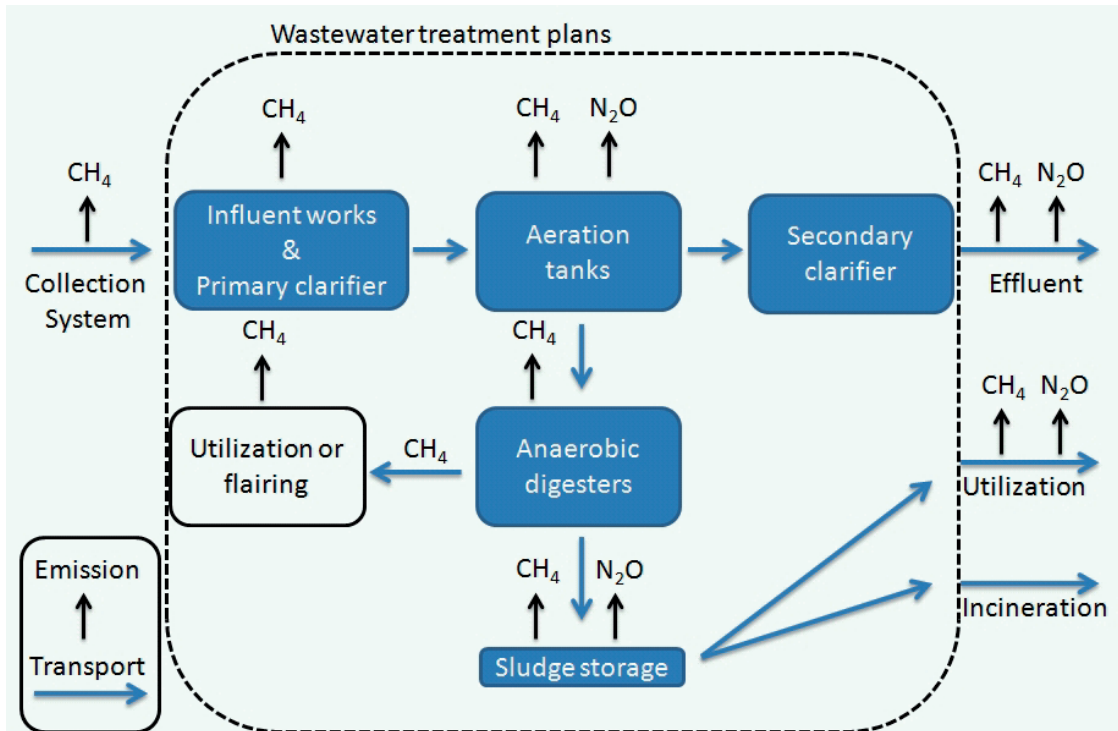 Wastewater treatment plans
CH₄
CH₄ N₂O
CH₄
CH₄ N₂O
Influent works
&
Primary clarifier
Aeration
tanks
Secondary
clarifier
Collection
System
Effluent
CH₄
CH₄
CH₄ N₂O
Utilization or
flairing
CH₄
Anaerobic
digesters
Utilization
Emission
CH₄ N₂O
Incineration
Transport
Sludge storage